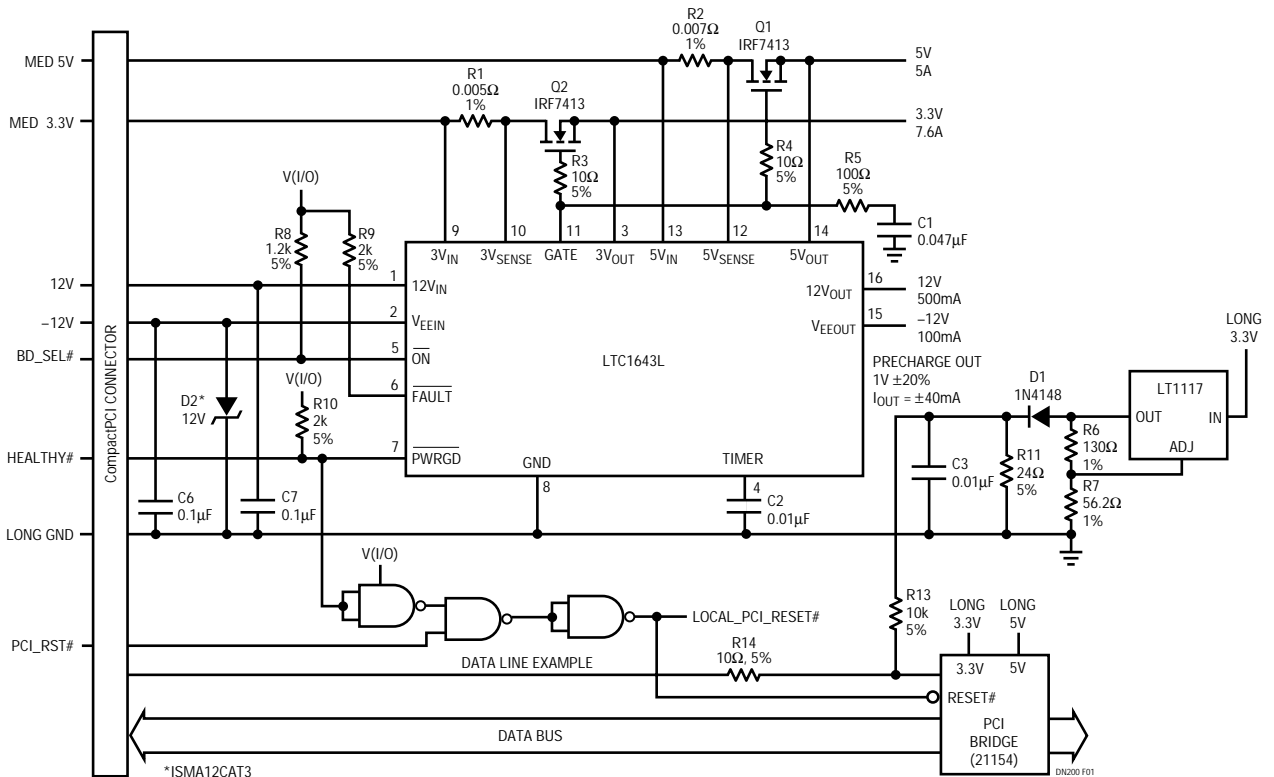 R2
0.007Ω
1%
Q1
IRF7413
MED 5V
5V
5A
R1
0.005Ω
1%
Q2
IRF7413
MED 3.3V
3.3V
7.6A
R3
10Ω
5%
R4
10Ω
5%
R5
100Ω
5%
C1
0.047µF
V(I/O)
R8
1.2k
5%
R9
2k
5%
9
10
11
3
13
12
14
3VIN
3VSENSE
GATE
3VOUT
5VIN
5VSENSE
5VOUT
12V
1
12VIN
12VOUT
16
12V
500mA
–12V
2
VEEIN
VEEOUT
15
–12V
100mA
BD_SEL#
5
ON
LTC1643L
6
FAULT
CompactPCI CONNECTOR
D2*
12V
V(I/O)
R10
2k
5%
HEALTHY#
7
PWRGD
GND
8
TIMER
4
C2
0.01µF
PRECHARGE OUT
1V ±20%
IOUT = ±40mA
D1
1N4148
LONG
3.3V
LT1117
OUT
IN
ADJ
R6
130Ω
1%
R7
56.2Ω
1%
R11
24Ω
5%
C3
0.01µF
C6
0.1µF
C7
0.1µF
LONG GND
V(I/O)
LOCAL_PCI_RESET#
R13
10k
5%
PCI_RST#
DATA LINE EXAMPLE
R14
10Ω, 5%
LONG
3.3V
LONG
5V
3.3V
5V
RESET#
PCI
BRIDGE
(21154)
DATA BUS
*ISMA12CAT3
DN200 F01